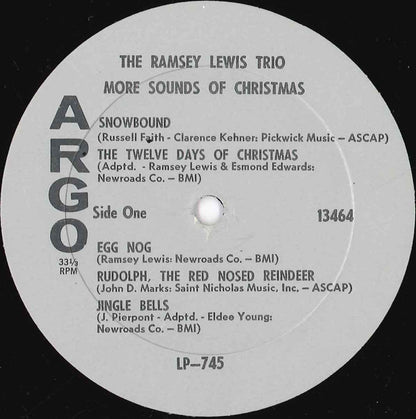 THE RAMSEY LEWIS TRIO
MORE SOUNDS OF CHRISTMAS
ARGO
SNOWBOUND
(Russell Faith - Clarence Kehner: Pickwick Music – ASCAP)
THE TWELVE DAYS OF CHRISTMAS
(Adptd. - Ramsey Lewis & Esmond Edwards:
Newroads Co. – BMI)
Side One
13464
33⅓
RPM
EGG NOG
(Ramsey Lewis: Newroads Co. – BMI)
RUDOLPH, THE RED NOSED REINDEER
(John D. Marks: Saint Nicholas Music, Inc. – ASCAP)
JINGLE BELLS
(J. Pierpont - Adptd. - Eldee Young:
Newroads Co. – BMI)
LP–745